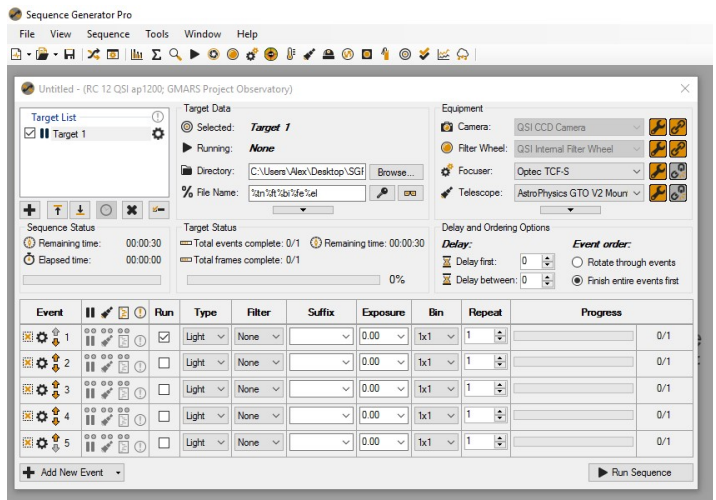 Sequence Generator Pro
File View Sequence Tools Window Help
Untitled - (RC 12 QSI ap1200; GMARS Project Observatory)
Target List
Target 1
Target Data
Selected: Target 1
Running: None
Directory: C:\Users\Alex\Desktop\SGF Browse...
File Name: %tn%ft%bi%fe%el
Equipment
Camera: QSI CCD Camera
Filter Wheel: QSI Internal Filter Wheel
Focuser: Optec TCF-S
Telescope: AstroPhysics GTO V2 Moun
Sequence Status
Remaining time: 00:00:30
Elapsed time: 00:00:00
Target Status
Total events complete: 0/1 Remaining time: 00:00:30
Total frames complete: 0/1
0%
Delay and Ordering Options
Delay: Event order:
Delay first: 0 Rotate through events
Delay between: 0 Finish entire events first
Event Run Type Filter Suffix Exposure Bin Repeat Progress
1 Light None 0.00 1x1 1 0/1
2 Light None 0.00 1x1 1 0/1
3 Light None 0.00 1x1 1 0/1
4 Light None 0.00 1x1 1 0/1
5 Light None 0.00 1x1 1 0/1
Add New Event Run Sequence